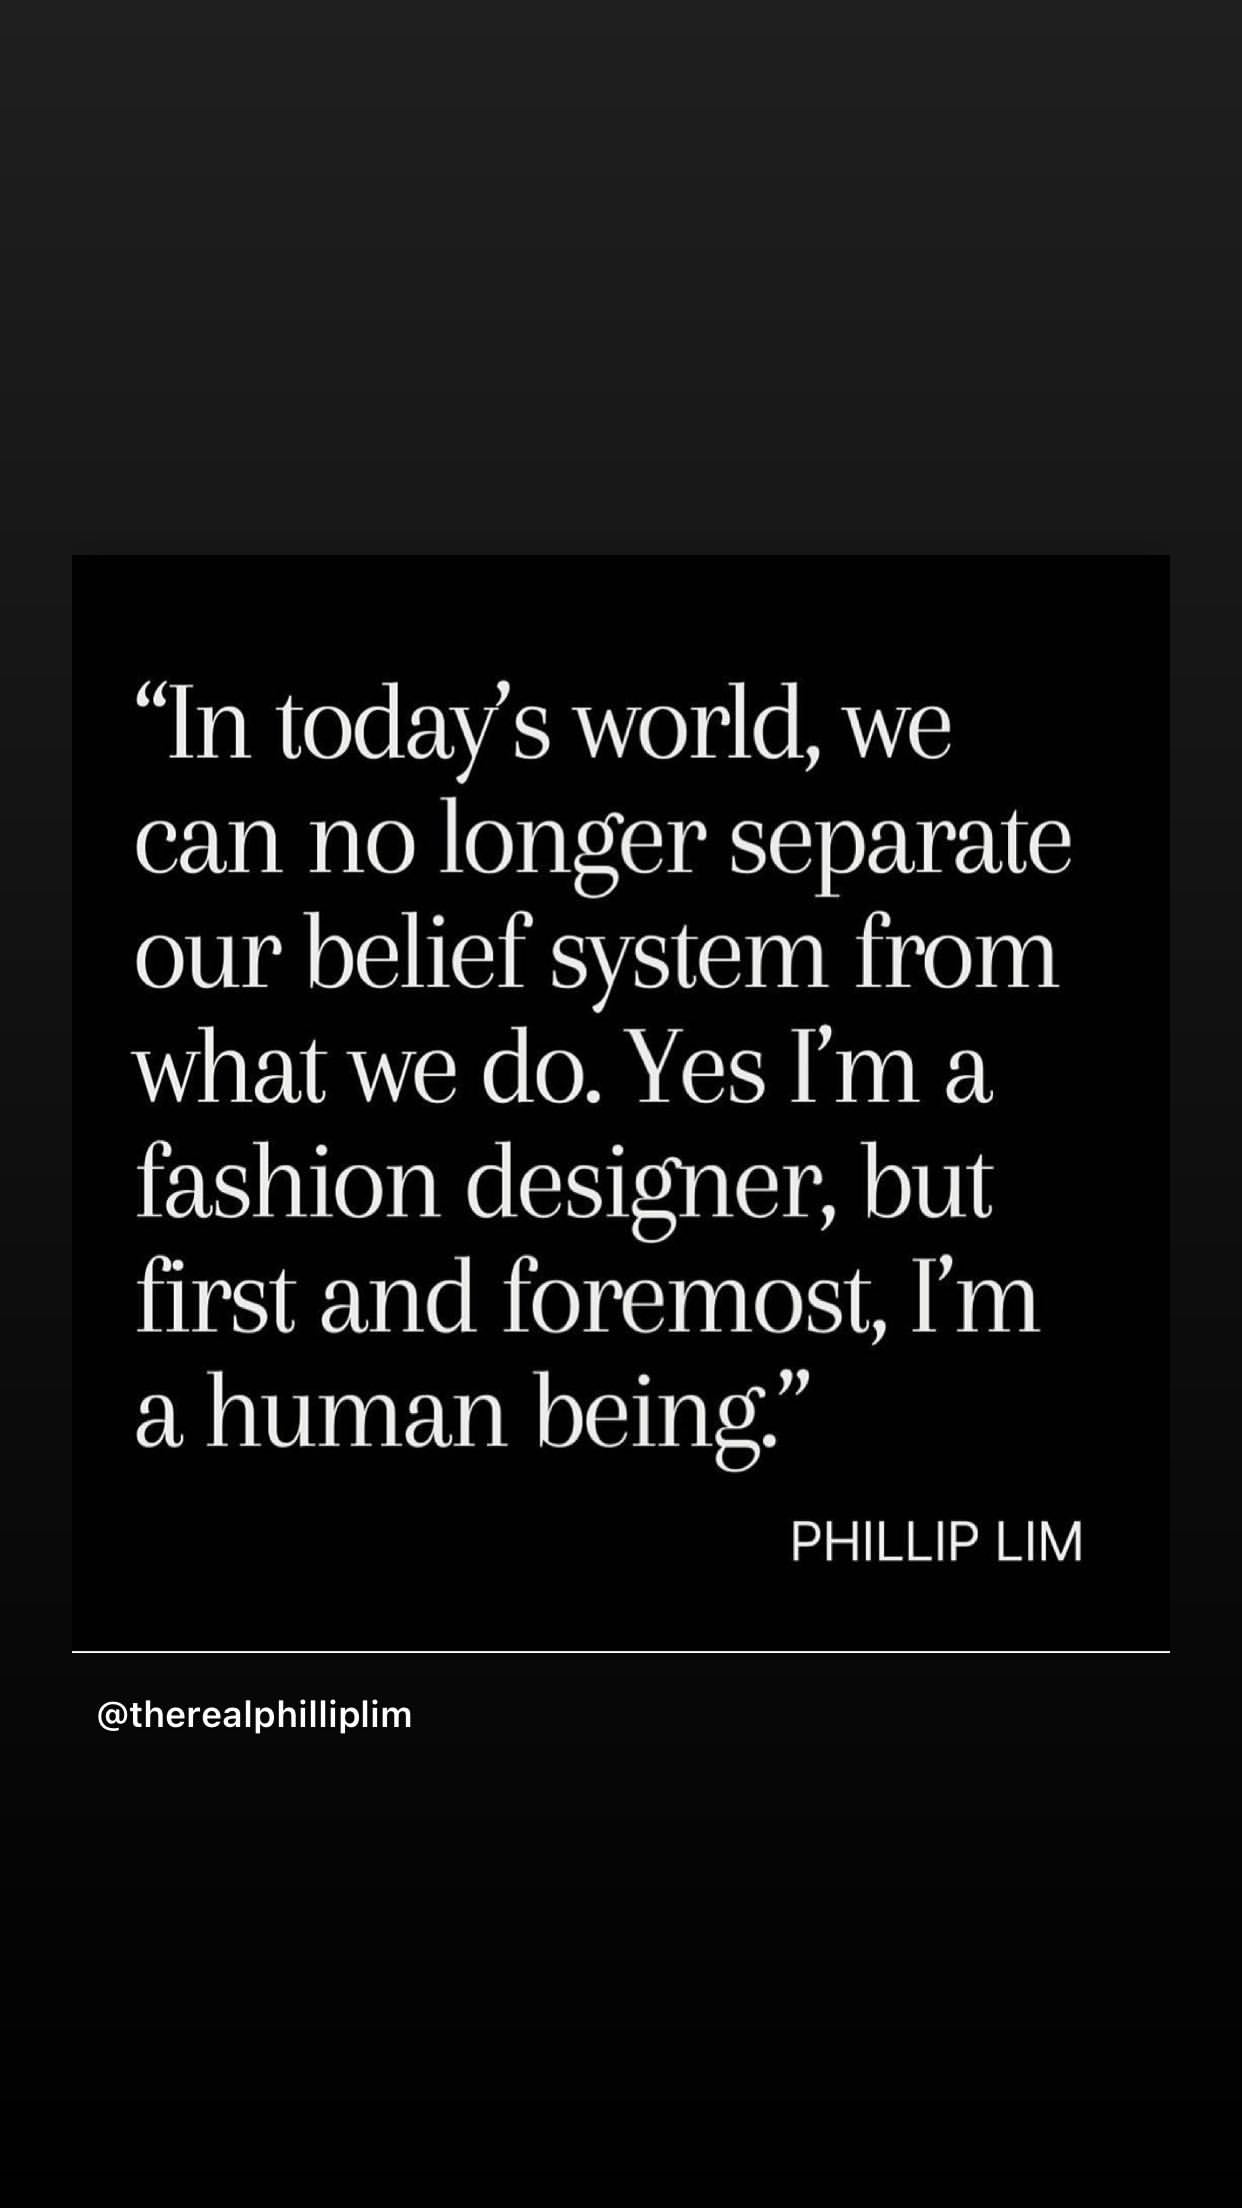 “In today’s world, we
can no longer separate
our belief system from
what we do. Yes I’m a
fashion designer, but
first and foremost, I’m
a human being.”
PHILLIP LIM
@therealphilliplim